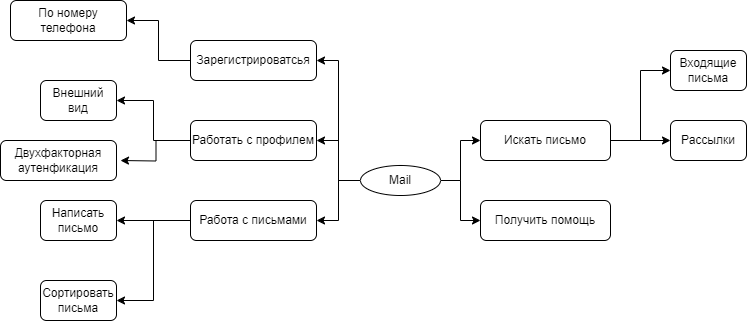 По номеру
телефона
Зарегистрироватсья
Внешний
вид
Работать с профилем
Двухфакторная
аутенфикация
Написать
письмо
Работа с письмами
Сортировать
письма
Mail
Искать письмо
Входящие
письма
Рассылки
Получить помощь